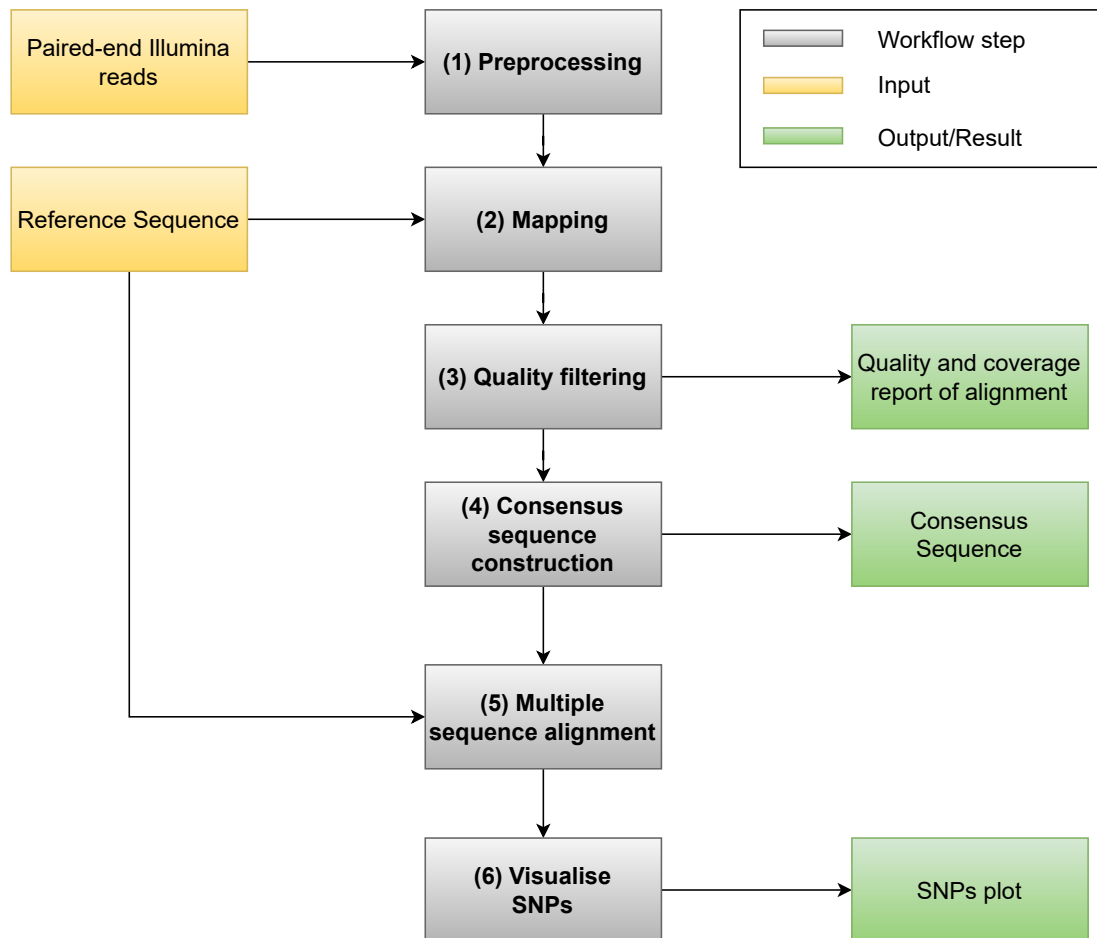 Paired-end Illumina
reads
(1) Preprocessing
Workflow step
Input
Output/Result
Reference Sequence
(2) Mapping
(3) Quality filtering
Quality and coverage
report of alignment
(4) Consensus
sequence
construction
Consensus
Sequence
(5) Multiple
sequence alignment
(6) Visualise
SNPs
SNPs plot